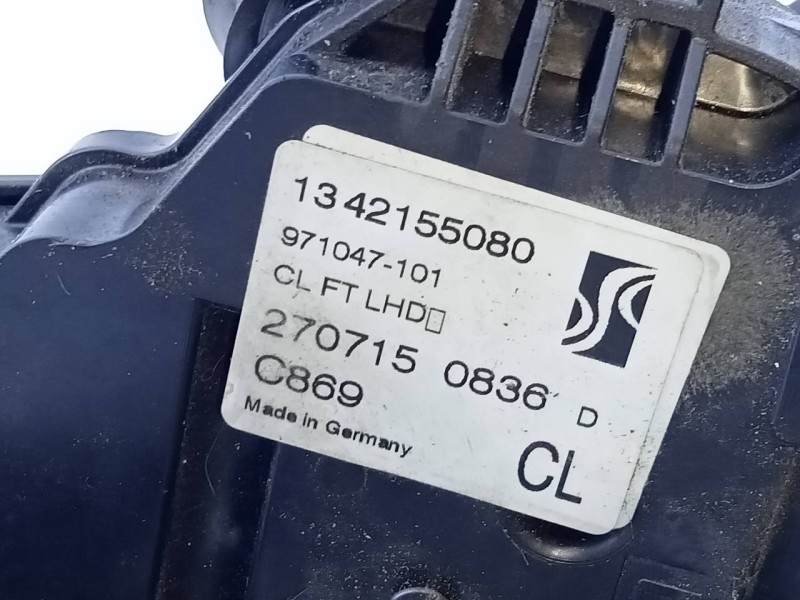 1342155080
971047-101
CL FT LHD▯
270715 0836 D
C869
Made in Germany
CL